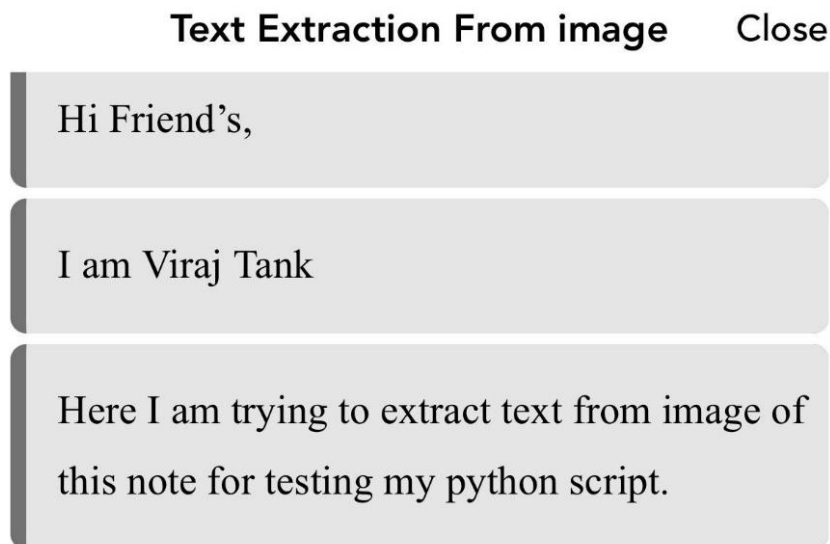 Text Extraction From image Close
Hi Friend’s,
I am Viraj Tank
Here I am trying to extract text from image of
this note for testing my python script.